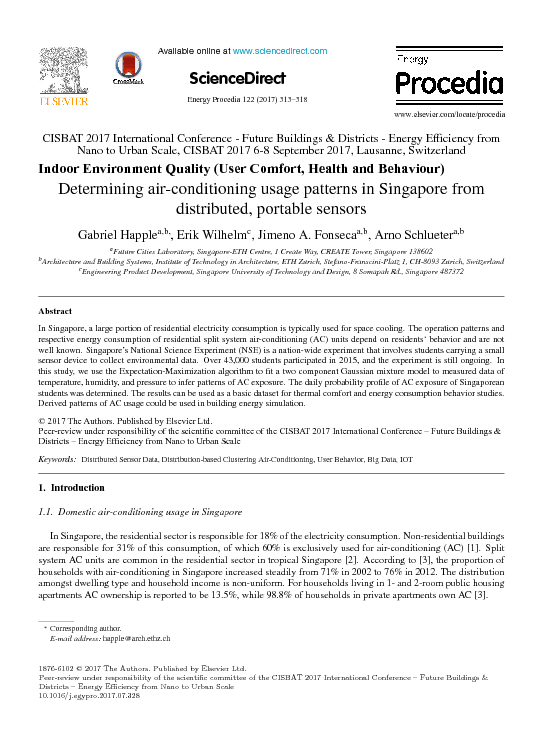 Available online at www.sciencedirect.com
ScienceDirect
Energy Procedia 122 (2017) 313–318
Energy
Procedia
www.elsevier.com/locate/procedia
ELSEVIER
CrossMark
CISBAT 2017 International Conference - Future Buildings & Districts - Energy Efficiency from
Nano to Urban Scale, CISBAT 2017 6-8 September 2017, Lausanne, Switzerland
Indoor Environment Quality (User Comfort, Health and Behaviour)
Determining air-conditioning usage patterns in Singapore from
distributed, portable sensors
Gabriel Happle a,b,*, Erik Wilhelm c, Jimeno A. Fonseca a,b, Arno Schlueter a,b
a Future Cities Laboratory, Singapore-ETH Centre, 1 Create Way, CREATE Tower, Singapore 138602
b Architecture and Building Systems, Institute of Technology in Architecture, ETH Zurich, Stefano-Franscini-Platz 1, CH-8093 Zurich, Switzerland
c Engineering Product Development, Singapore University of Technology and Design, 8 Somapah Rd., Singapore 487372
Abstract
In Singapore, a large portion of residential electricity consumption is typically used for space cooling. The operation patterns and
respective energy consumption of residential split system air-conditioning (AC) units depend on residents' behavior and are not
well known. Singapore's National Science Experiment (NSE) is a nation-wide experiment that involves students carrying a small
sensor device to collect environmental data. Over 43,000 students participated in 2015, and the experiment is still ongoing. In
this study, we use the Expectation-Maximization algorithm to fit a two component Gaussian mixture model to measured data of
temperature, humidity, and pressure to infer patterns of AC exposure. The daily probability profile of AC exposure of Singaporean
students was determined. The results can be used as a basic dataset for thermal comfort and energy consumption behavior studies.
Derived patterns of AC usage could be used in building energy simulation.
© 2017 The Authors. Published by Elsevier Ltd.
Peer-review under responsibility of the scientific committee of the CISBAT 2017 International Conference – Future Buildings &
Districts – Energy Efficiency from Nano to Urban Scale
Keywords: Distributed Sensor Data, Distribution-based Clustering Air-Conditioning, User Behavior, Big Data, IOT
1. Introduction
1.1. Domestic air-conditioning usage in Singapore
In Singapore, the residential sector is responsible for 18% of the electricity consumption. Non-residential buildings
are responsible for 31% of this consumption, of which 60% is exclusively used for air-conditioning (AC) [1]. Split
system AC units are common in the residential sector in tropical Singapore [2]. According to [3], the proportion of
households with air-conditioning in Singapore increased steadily from 71% in 2002 to 76% in 2012. The distribution
amongst dwelling type and household income is non-uniform. For households living in 1- and 2-room public housing
apartments AC ownership is reported to be 13.5%, while 98.8% of households in private apartments own AC [3].
* Corresponding author.
E-mail address: happle@arch.ethz.ch
1876-6102 © 2017 The Authors. Published by Elsevier Ltd.
Peer-review under responsibility of the scientific committee of the CISBAT 2017 International Conference – Future Buildings &
Districts – Energy Efficiency from Nano to Urban Scale
10.1016/j.egypro.2017.07.328